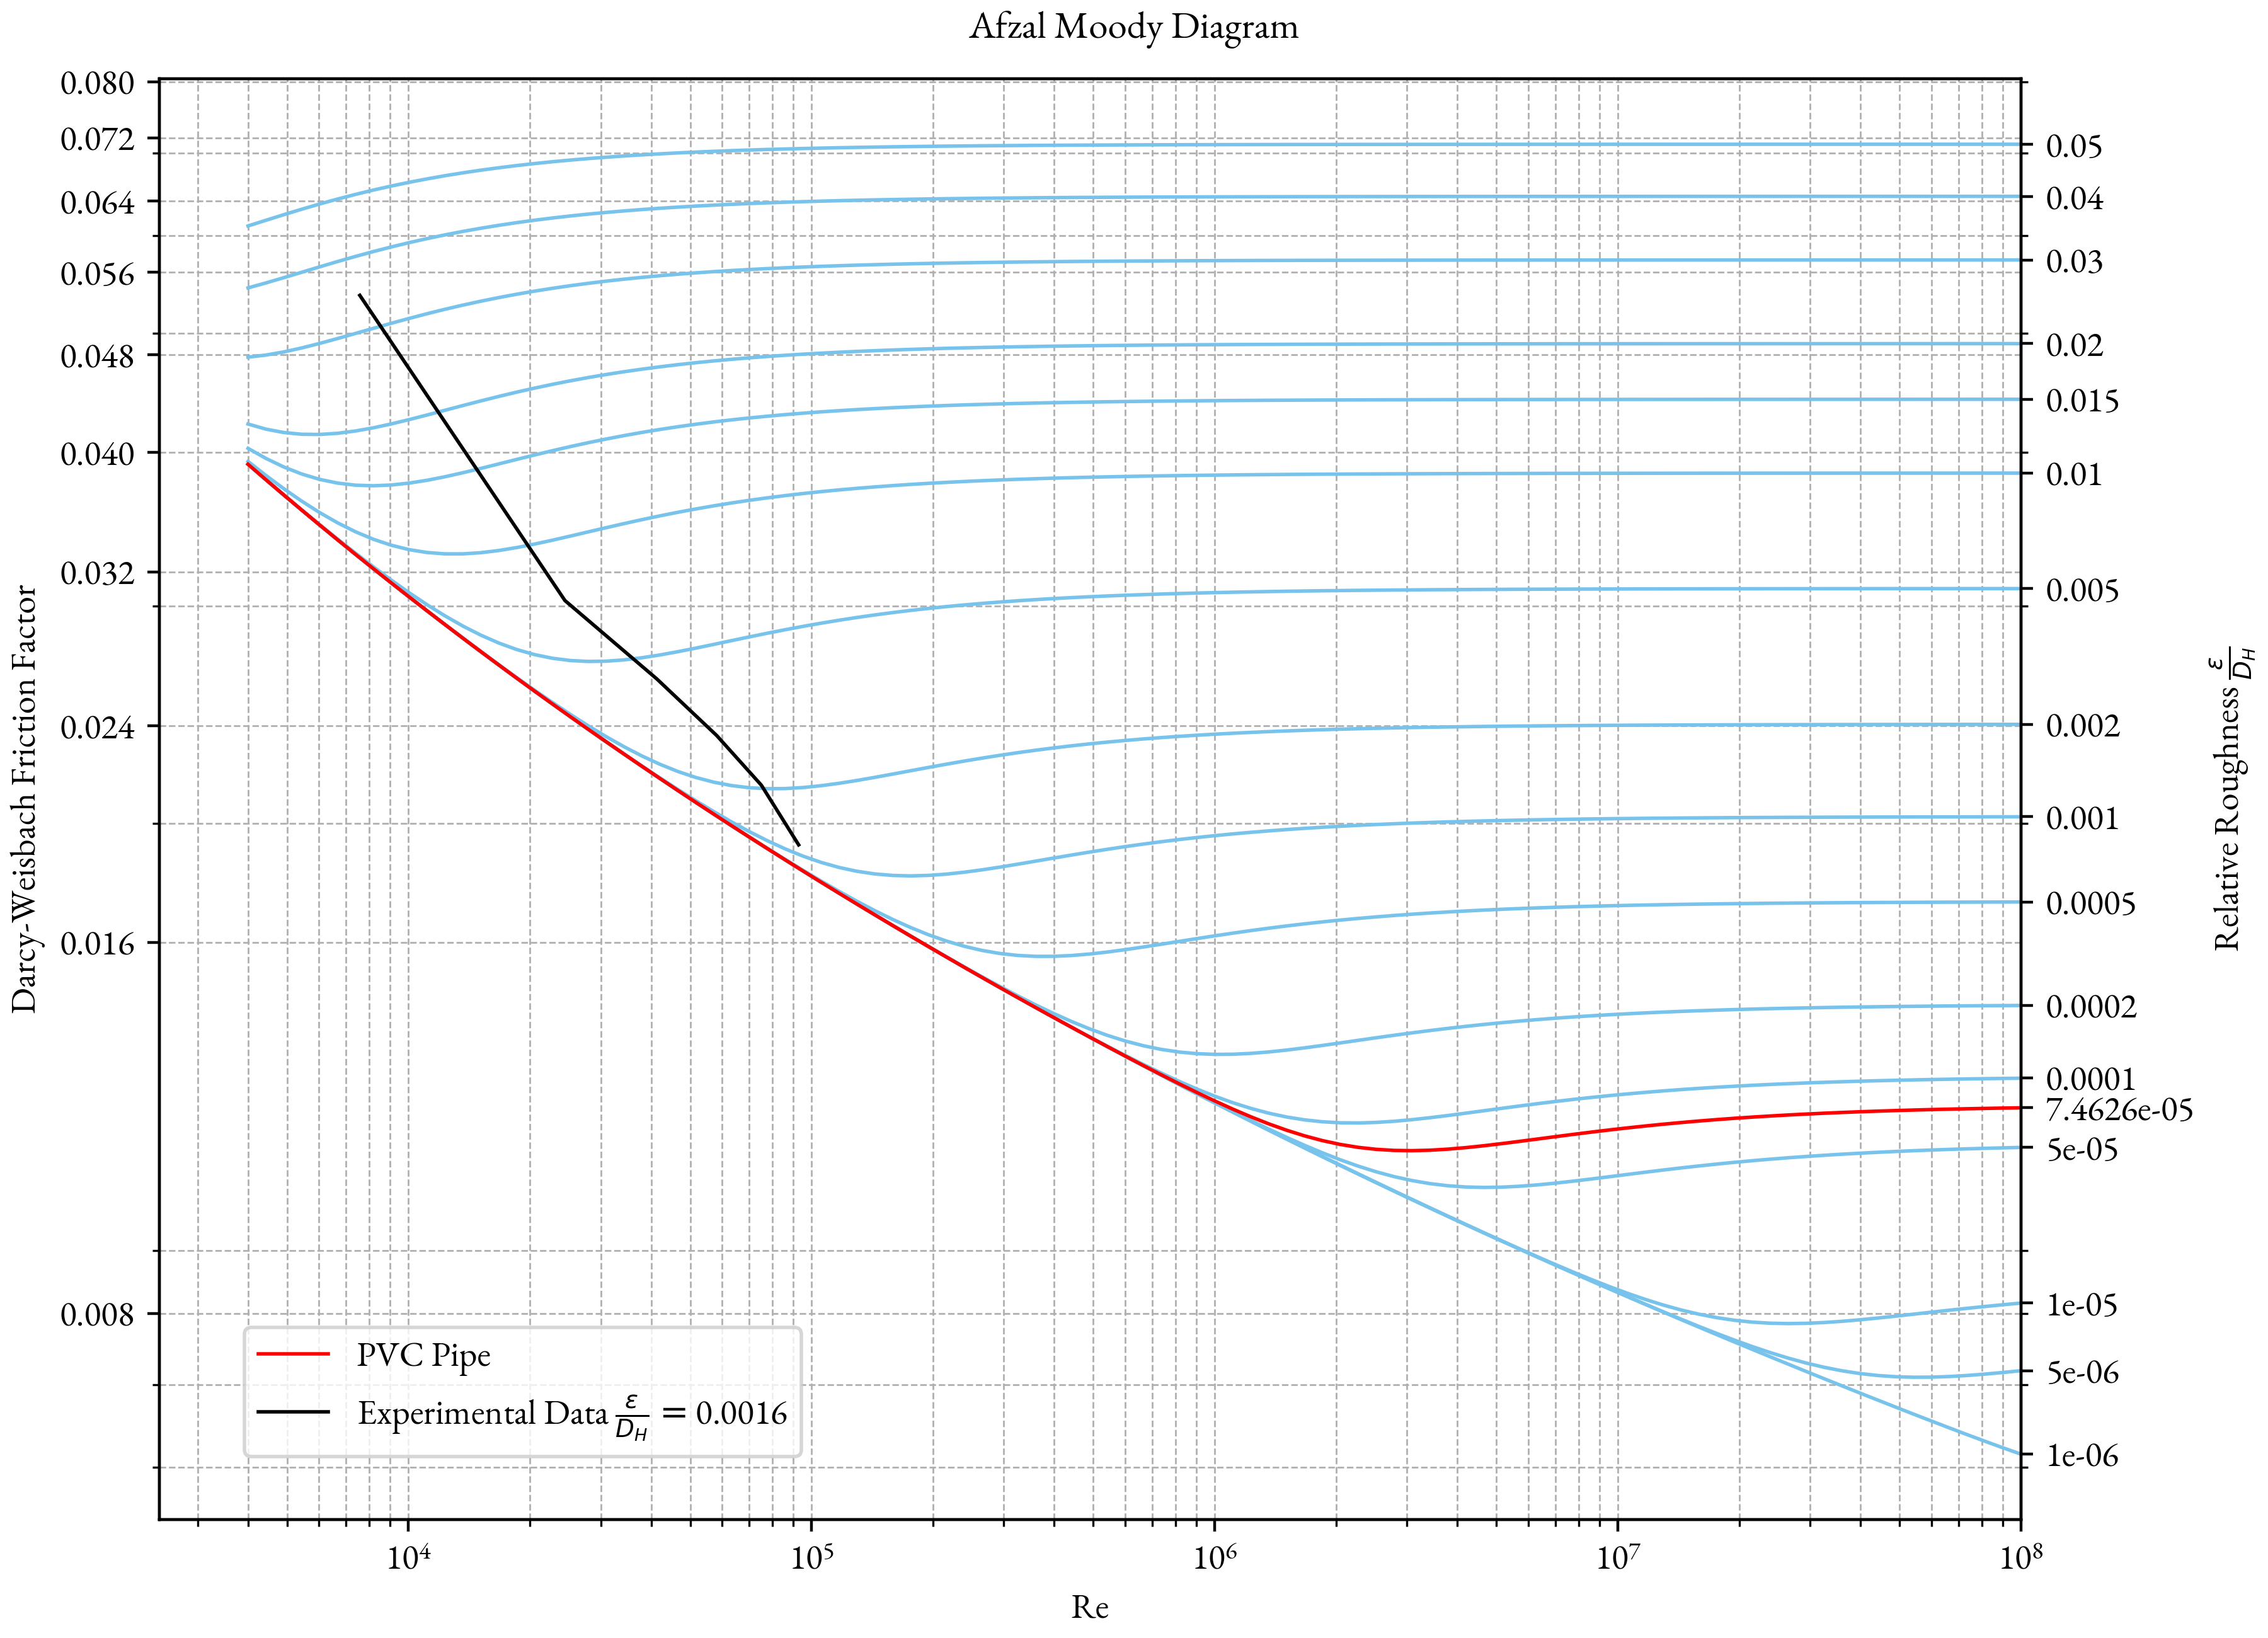 Afzal Moody Diagram
Darcy-Weisbach Friction Factor
0.080
0.072
0.064
0.056
0.048
0.040
0.032
0.024
0.016
0.008
0.05
0.04
0.03
0.02
0.015
0.01
0.005
0.002
0.001
0.0005
0.0002
0.0001
7.4626e-05
5e-05
1e-05
5e-06
1e-06
Relative Roughness ε/D_H
PVC Pipe
Experimental Data ε/D_H = 0.0016
10⁴ 10⁵ 10⁶ 10⁷ 10⁸
Re